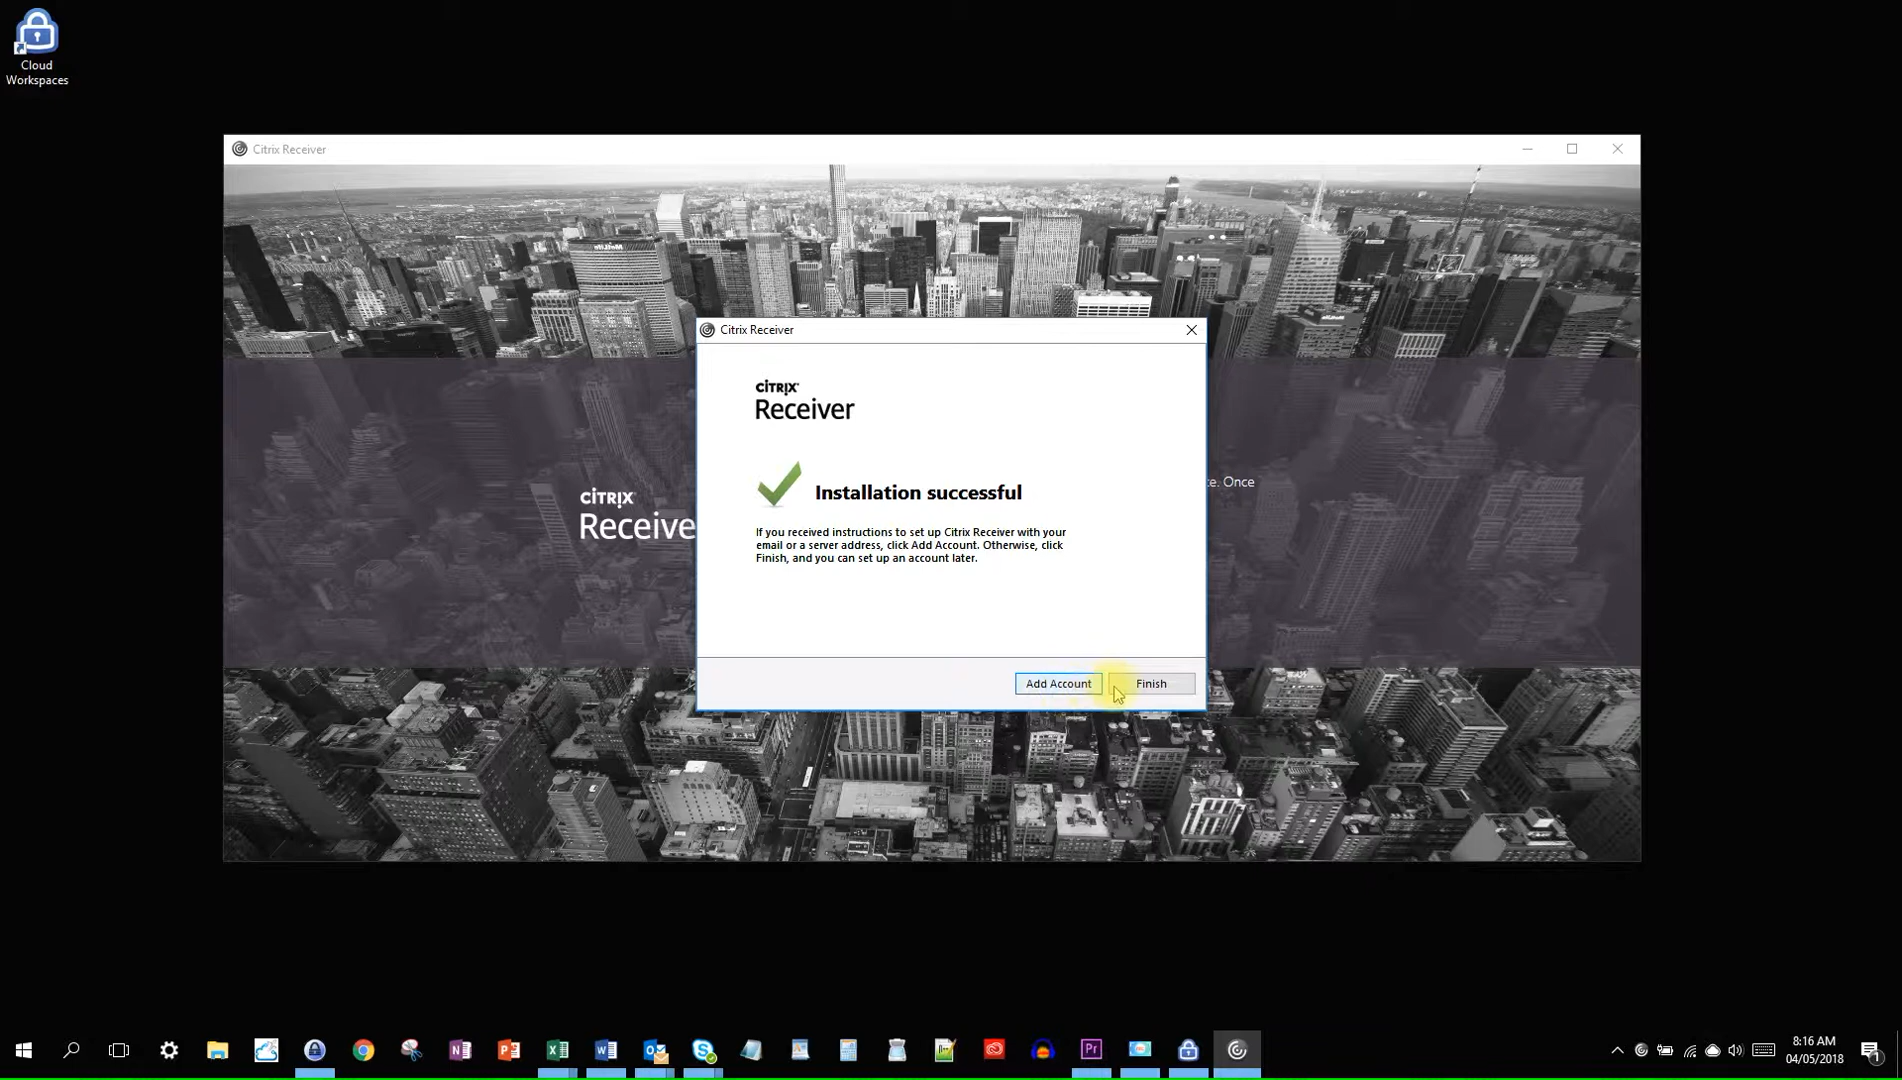 Cloud
Workspaces
Citrix Receiver
MetLife
Citrix Receiver
CITRIX
Receiver
Installation successful
If you received instructions to set up Citrix Receiver with your
email or a server address, click Add Account. Otherwise, click
Finish, and you can set up an account later.
CITRIX
Receive
e. Once
Add Account
Finish
8:16 AM
04/05/2018
1